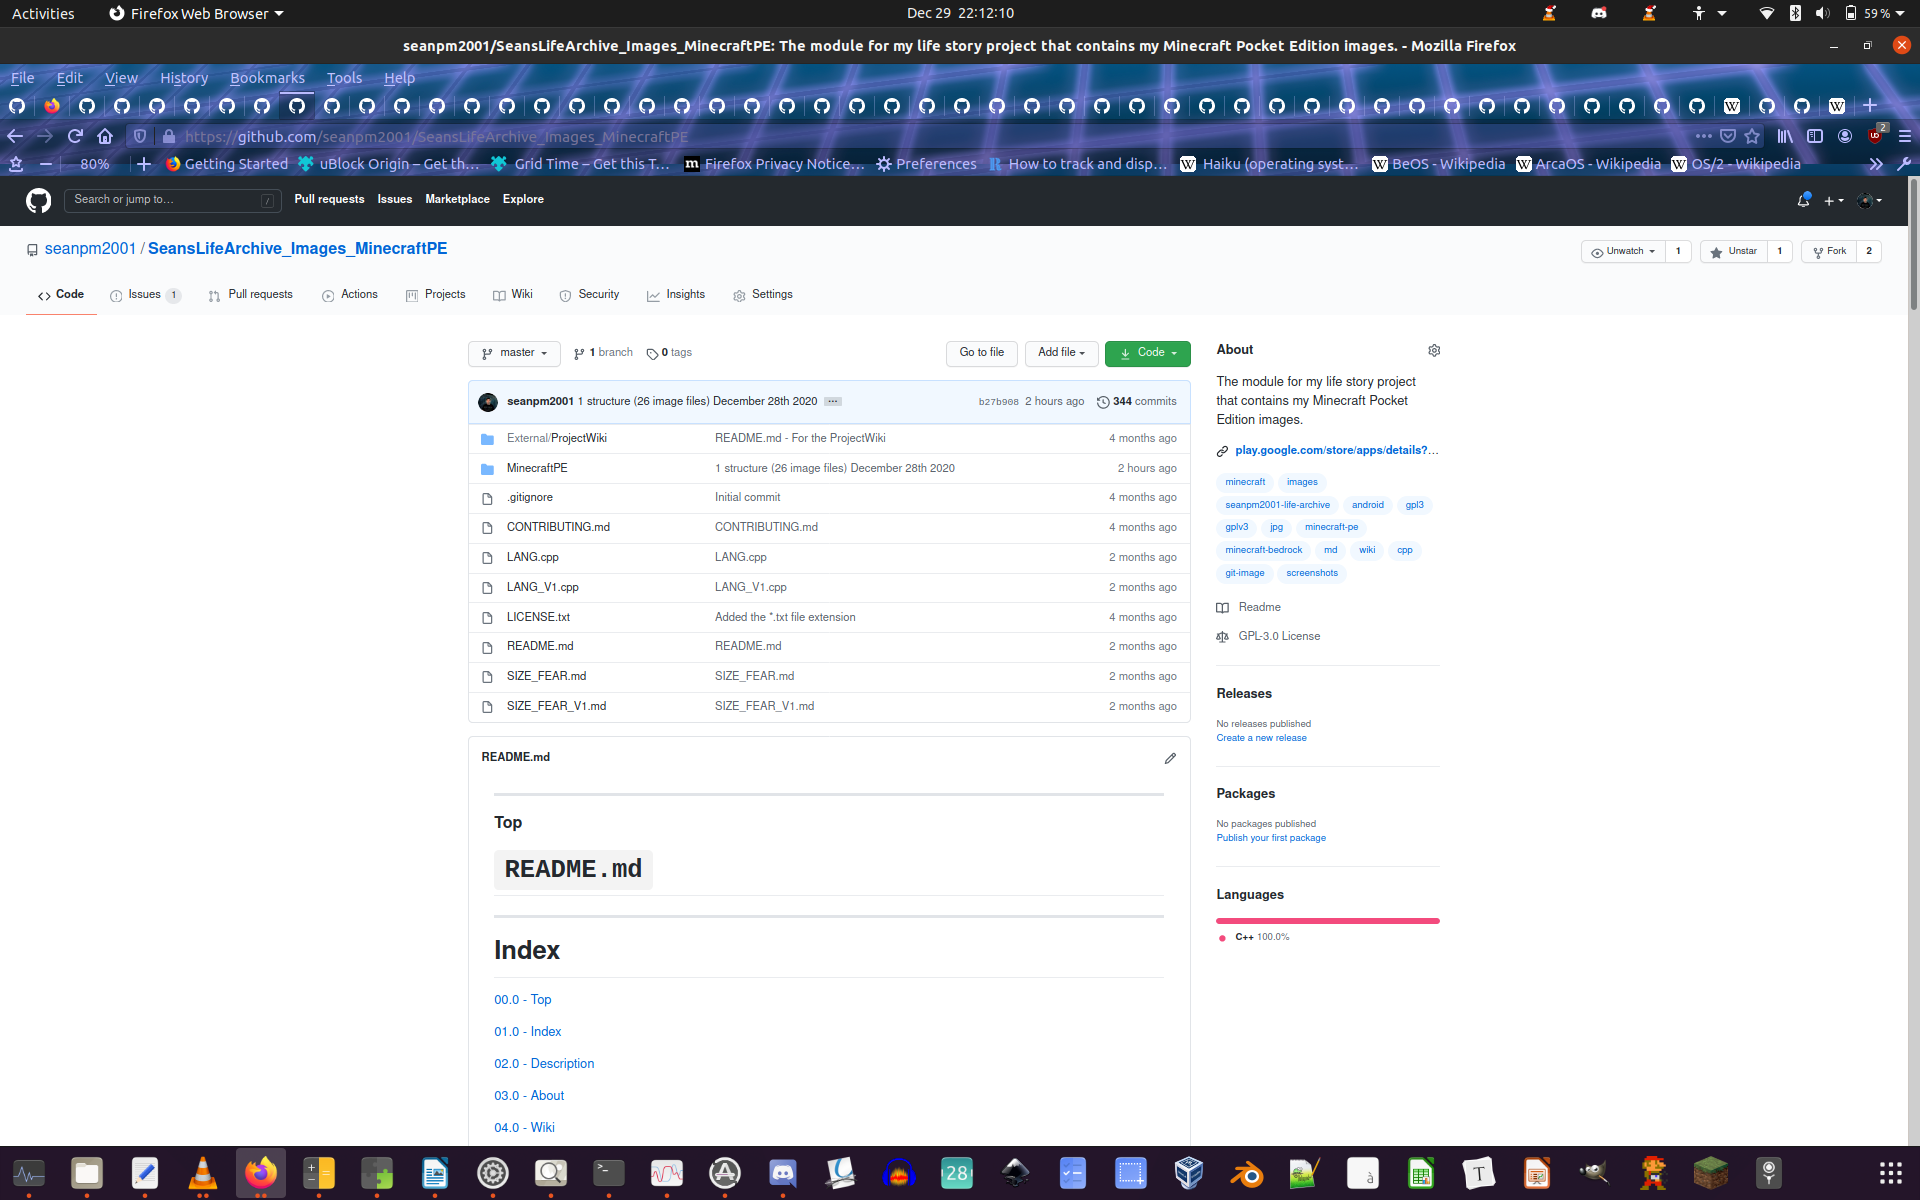 Activities Firefox Web Browser Dec 29 22:12:10 59 %
seanpm2001/SeansLifeArchive_Images_MinecraftPE: The module for my life story project that contains my Minecraft Pocket Edition images. - Mozilla Firefox
File Edit View History Bookmarks Tools Help
https://github.com/seanpm2001/SeansLifeArchive_Images_MinecraftPE 2
80% Getting Started uBlock Origin – Get th… Grid Time – Get this T… Firefox Privacy Notice… Preferences How to track and disp… Haiku (operating syst… BeOS - Wikipedia ArcaOS - Wikipedia OS/2 - Wikipedia
Search or jump to… / Pull requests Issues Marketplace Explore
seanpm2001 / SeansLifeArchive_Images_MinecraftPE Unwatch 1 Unstar 1 Fork 2
Code Issues 1 Pull requests Actions Projects Wiki Security Insights Settings
master 1 branch 0 tags Go to file Add file Code
seanpm2001 1 structure (26 image files) December 28th 2020 ... b27b908 2 hours ago 344 commits
External/ProjectWiki README.md - For the ProjectWiki 4 months ago
MinecraftPE 1 structure (26 image files) December 28th 2020 2 hours ago
.gitignore Initial commit 4 months ago
CONTRIBUTING.md CONTRIBUTING.md 4 months ago
LANG.cpp LANG.cpp 2 months ago
LANG_V1.cpp LANG_V1.cpp 2 months ago
LICENSE.txt Added the *.txt file extension 4 months ago
README.md README.md 2 months ago
SIZE_FEAR.md SIZE_FEAR.md 2 months ago
SIZE_FEAR_V1.md SIZE_FEAR_V1.md 2 months ago
README.md
Top
README.md
Index
00.0 - Top
01.0 - Index
02.0 - Description
03.0 - About
04.0 - Wiki
About
The module for my life story project
that contains my Minecraft Pocket
Edition images.
play.google.com/store/apps/details?…
minecraft images
seanpm2001-life-archive android gpl3
gplv3 jpg minecraft-pe
minecraft-bedrock md wiki cpp
git-image screenshots
Readme
GPL-3.0 License
Releases
No releases published
Create a new release
Packages
No packages published
Publish your first package
Languages
C++ 100.0%
28